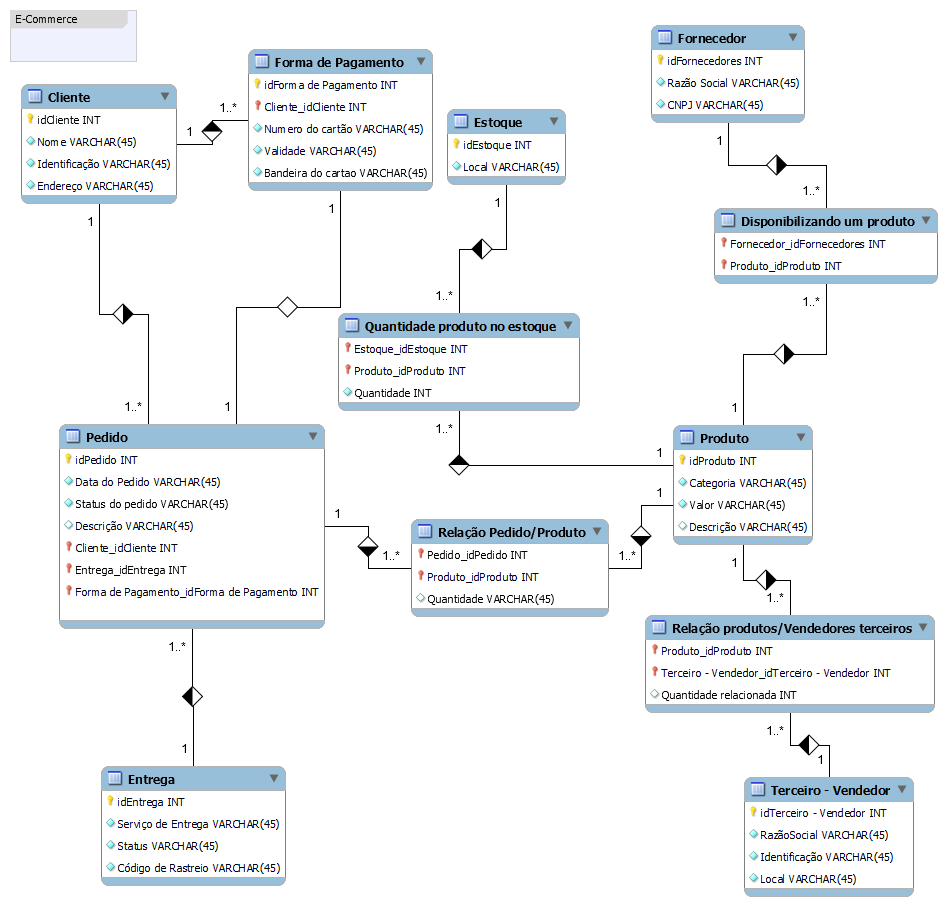 E-Commerce
Cliente
idCliente INT
Nome VARCHAR(45)
Identificação VARCHAR(45)
Endereço VARCHAR(45)
1
1..*
1
Forma de Pagamento
idForma de Pagamento INT
Cliente_idCliente INT
Numero do cartão VARCHAR(45)
Validade VARCHAR(45)
Bandeira do cartao VARCHAR(45)
1
Estoque
idEstoque INT
Local VARCHAR(45)
1
1..*
Fornecedor
idFornecedores INT
Razão Social VARCHAR(45)
CNPJ VARCHAR(45)
1
1..*
Disponibilizando um produto
Fornecedor_idFornecedores INT
Produto_idProduto INT
1..*
1
Quantidade produto no estoque
Estoque_idEstoque INT
Produto_idProduto INT
Quantidade INT
1..*
1
1..*
1
Pedido
idPedido INT
Data do Pedido VARCHAR(45)
Status do pedido VARCHAR(45)
Descrição VARCHAR(45)
Cliente_idCliente INT
Entrega_idEntrega INT
Forma de Pagamento_idForma de Pagamento INT
1
1..*
Relação Pedido/Produto
Pedido_idPedido INT
Produto_idProduto INT
Quantidade VARCHAR(45)
1..*
1
Produto
idProduto INT
Categoria VARCHAR(45)
Valor VARCHAR(45)
Descrição VARCHAR(45)
1
1..*
Relação produtos/Vendedores terceiros
Produto_idProduto INT
Terceiro - Vendedor_idTerceiro - Vendedor INT
Quantidade relacionada INT
1..*
1
1..*
1
Entrega
idEntrega INT
Serviço de Entrega VARCHAR(45)
Status VARCHAR(45)
Código de Rastreio VARCHAR(45)
Terceiro - Vendedor
idTerceiro - Vendedor INT
RazãoSocial VARCHAR(45)
Identificação VARCHAR(45)
Local VARCHAR(45)